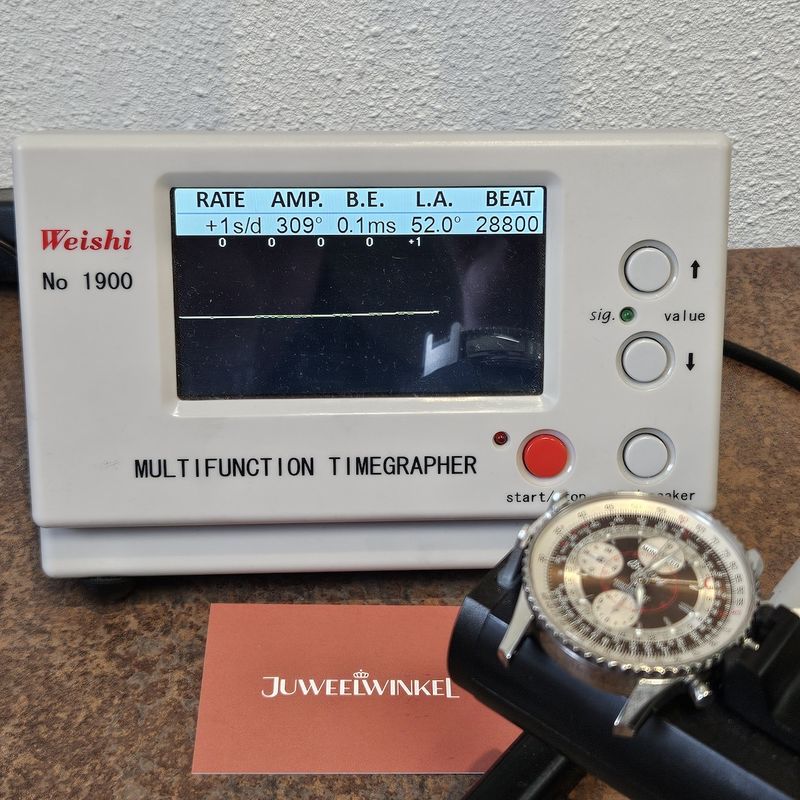 RATE AMP. B.E. L.A. BEAT
+1s/d 309° 0.1ms 52.0° 28800
0 0 0 0 +1
Weishi
No 1900
↑
sig. value
↓
MULTIFUNCTION TIMEGRAPHER
JUWEELWINKEL